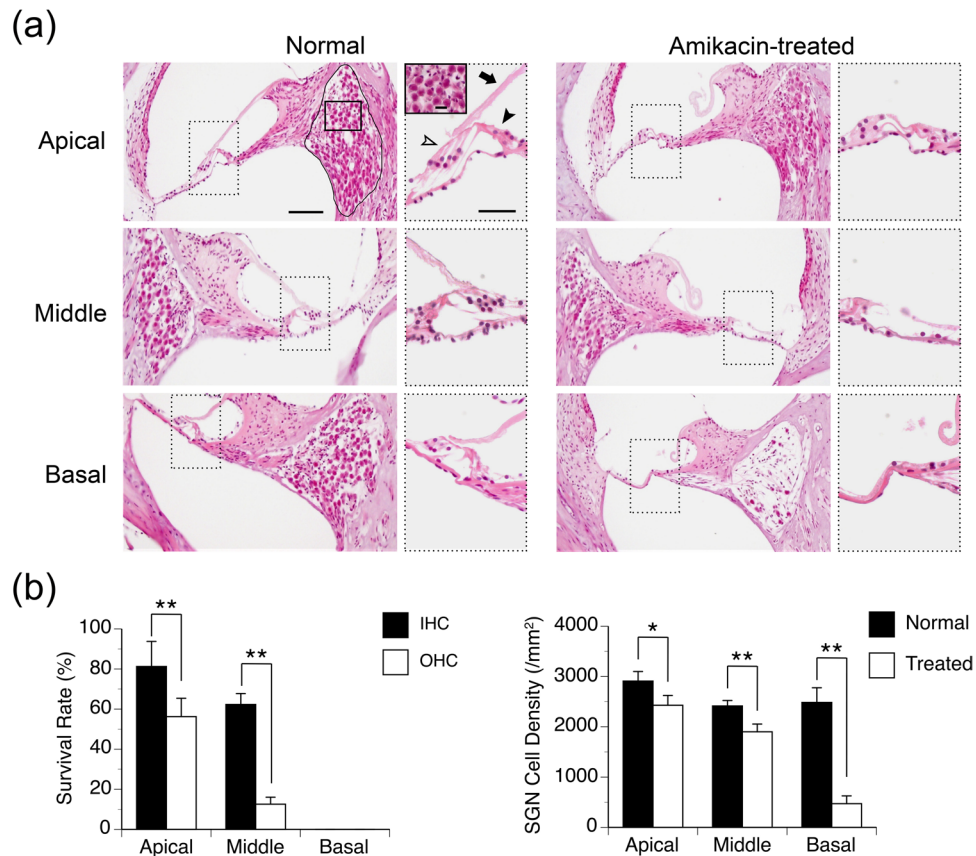 (a)
Normal
Amikacin-treated
Apical
Middle
Basal
(b)
Survival Rate (%)
100
80
60
40
20
0
**
**
IHC
OHC
Apical
Middle
Basal
SGN Cell Density (/mm²)
4000
3000
2000
1000
0
*
**
**
Normal
Treated
Apical
Middle
Basal